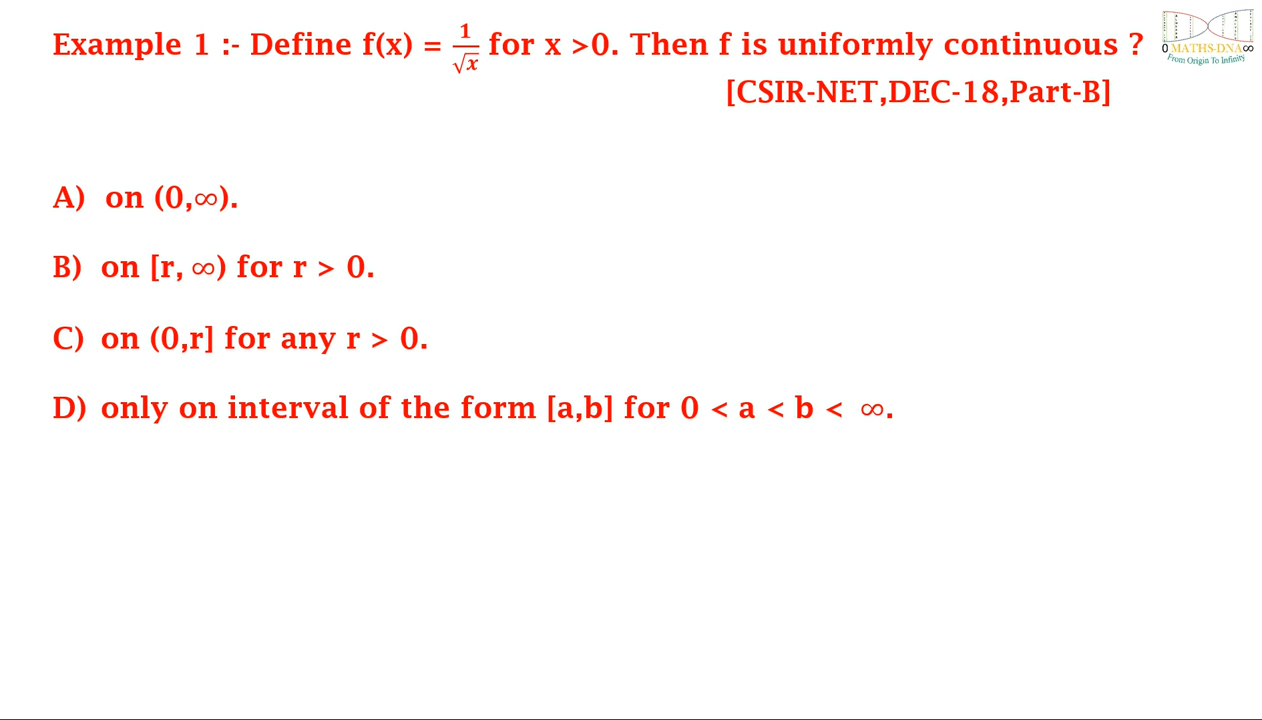 Example 1 :- Define f(x) = 1/√x for x >0. Then f is uniformly continuous ?
[CSIR-NET,DEC-18,Part-B]
0 MATHS-DNA ∞
From Origin To Infinity
A) on (0,∞).
B) on [r, ∞) for r > 0.
C) on (0,r] for any r > 0.
D) only on interval of the form [a,b] for 0 < a < b < ∞.